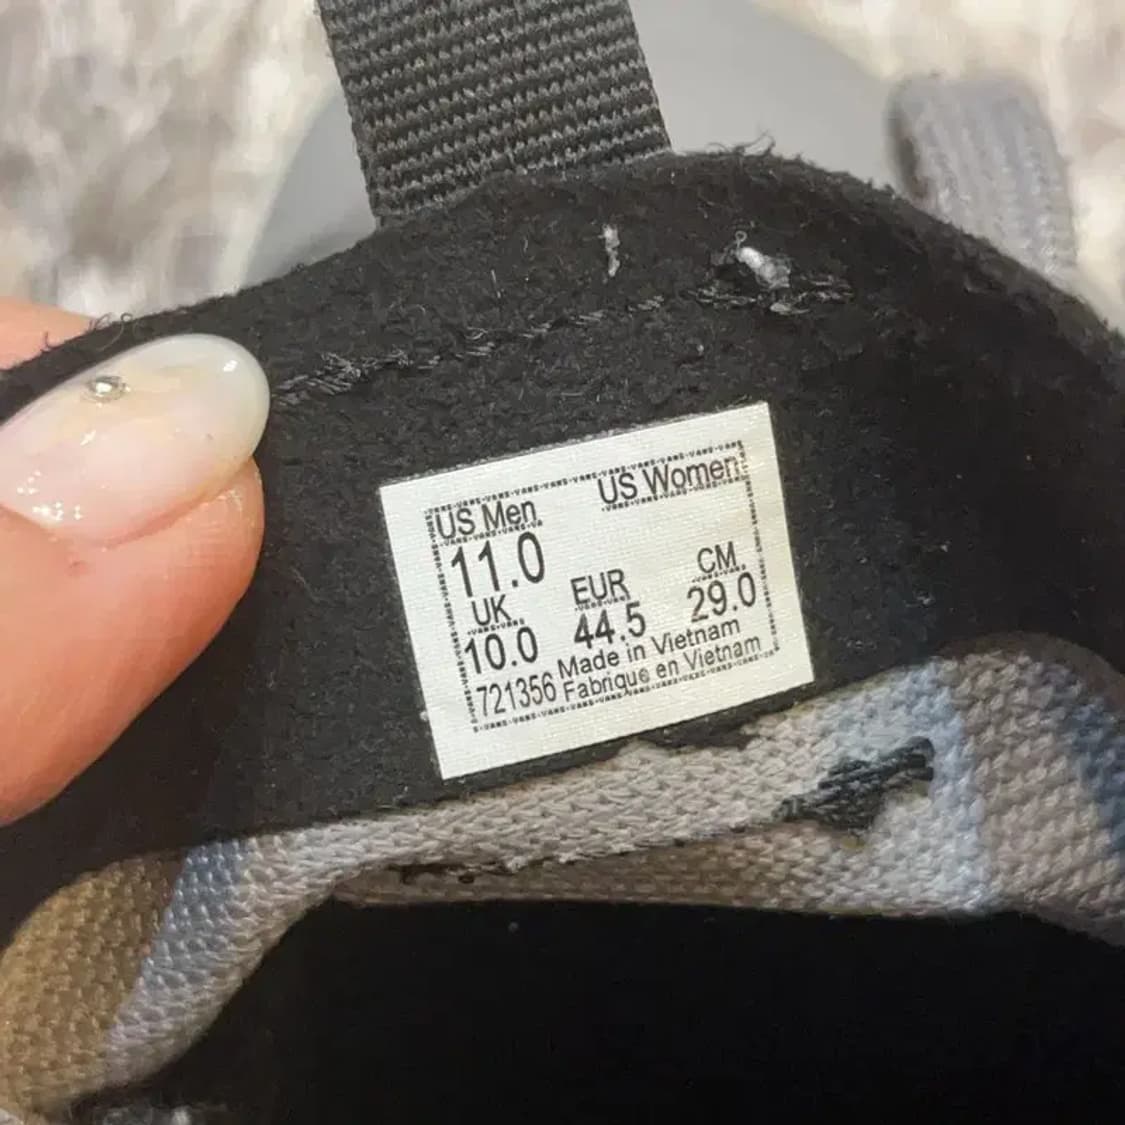 US Men US Women
11.0
UK EUR CM
10.0 44.5 29.0
Made in Vietnam
721356 Fabrique en Vietnam